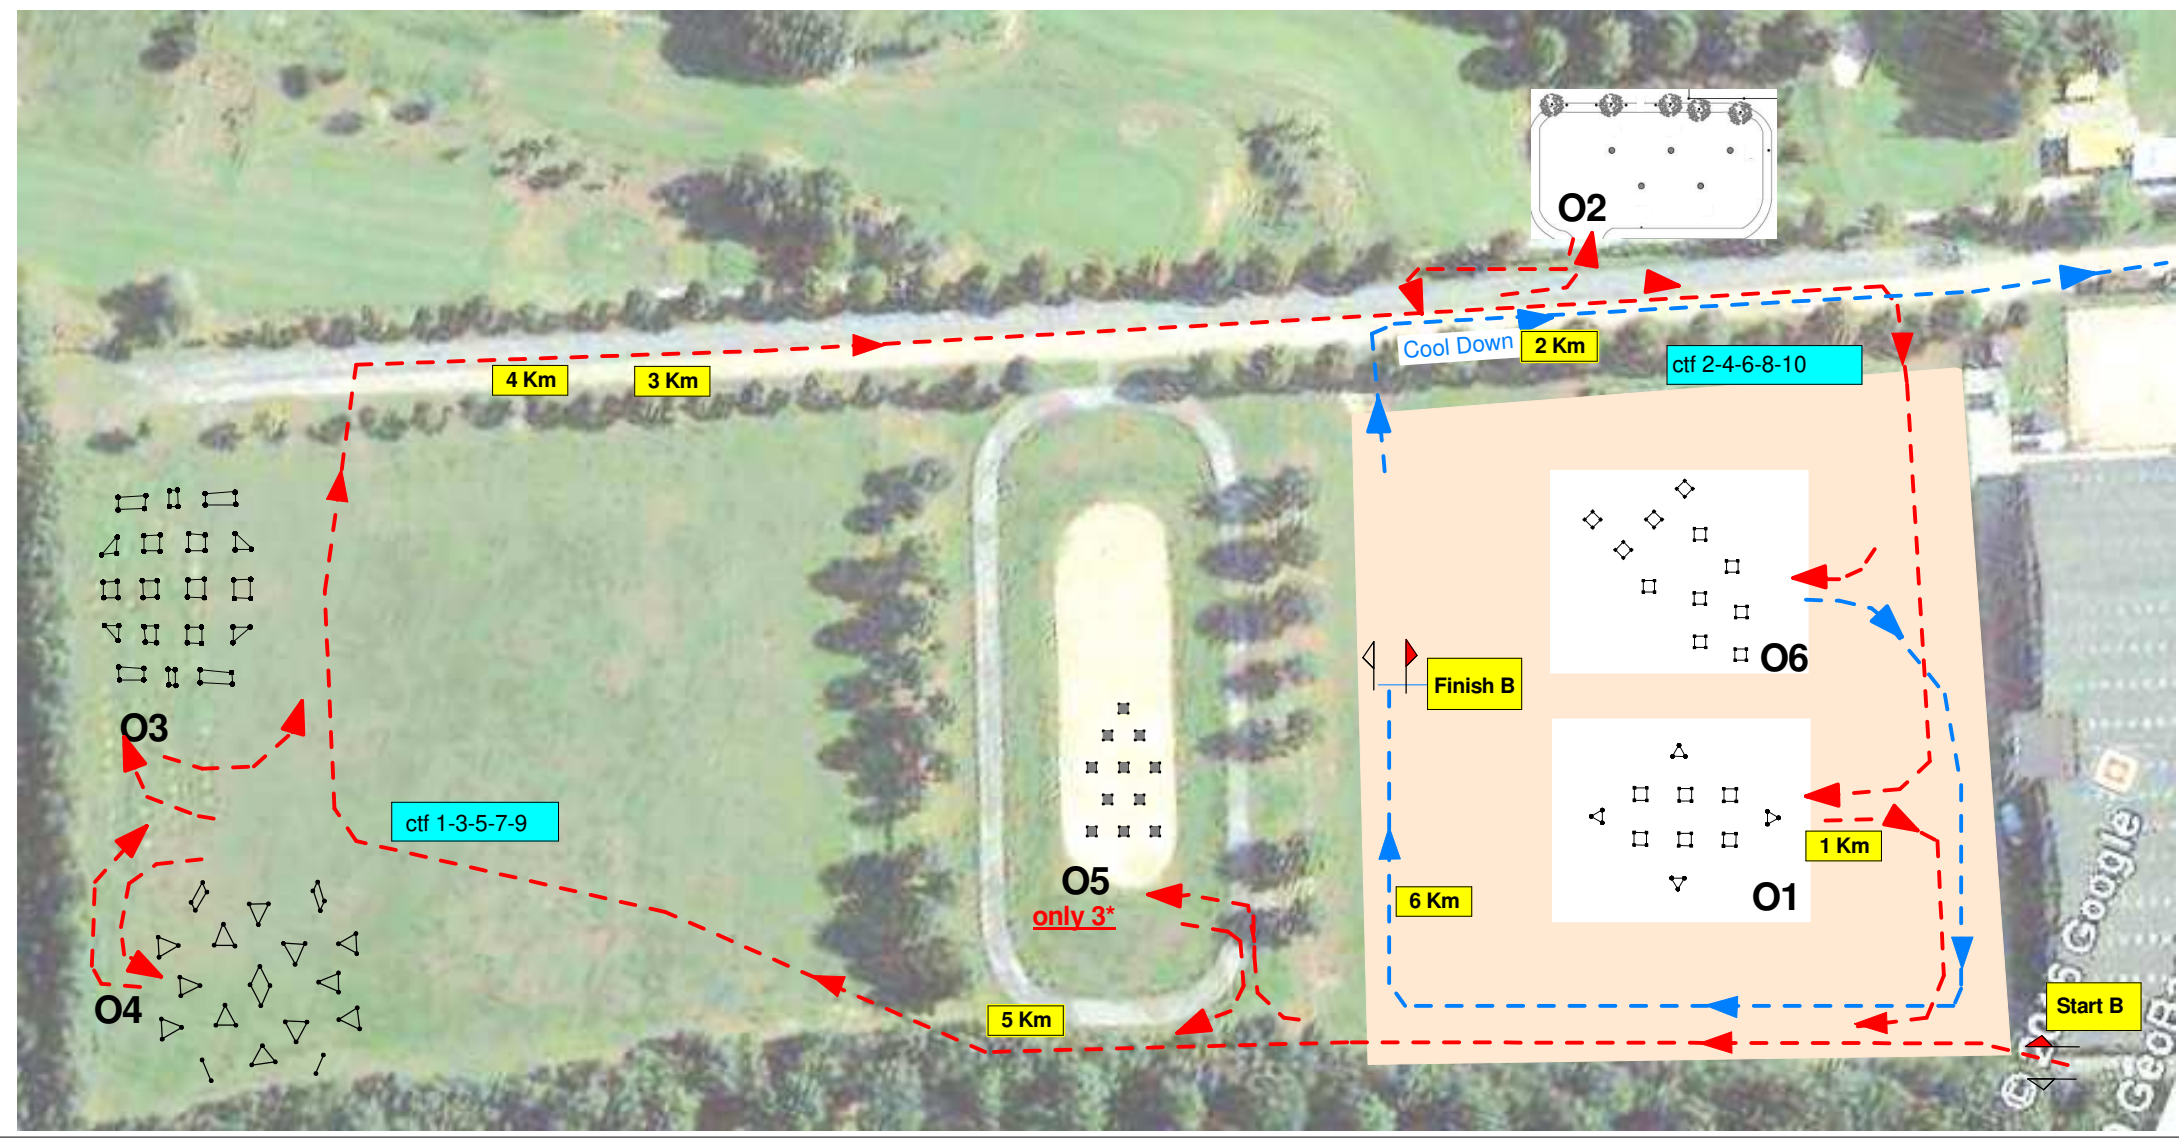 O2
Cool Down
2 Km
4 Km
3 Km
ctf 2-4-6-8-10
O6
Finish B
O3
ctf 1-3-5-7-9
1 Km
O5
only 3*
6 Km
O1
O4
5 Km
Start B
Google